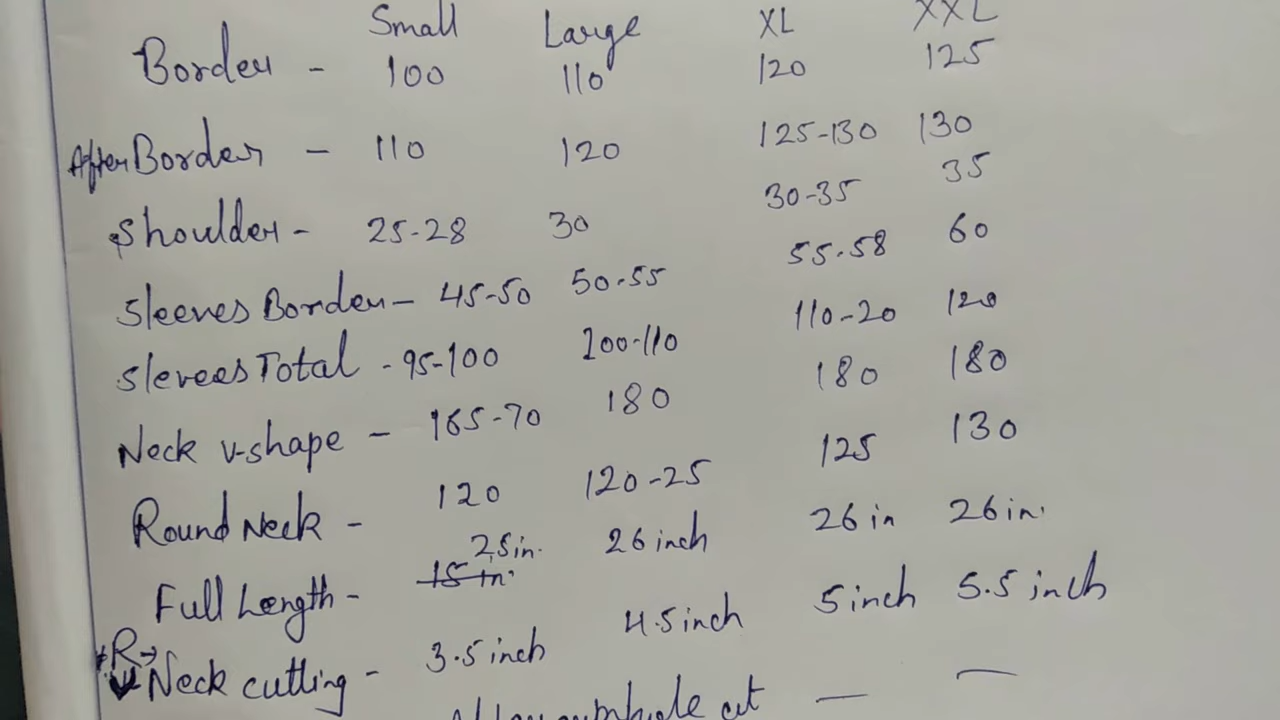 Small Large XL XXL
Border - 100 110 120 125
After Border - 110 120 125-130 130
Shoulder - 25-28 30 30-35 35
Sleeves Border - 45-50 50-55 55-58 60
Slevees Total - 95-100 100-110 110-20 120
Neck v-shape - 165-70 180 180 180
Round Neck - 120 120-25 125 130
Full Length - 15 in. 25in. 26 inch 26 in 26 in.
R→ Neck cutting - 3.5 inch 4.5 inch 5 inch 5.5 inch
cut — —